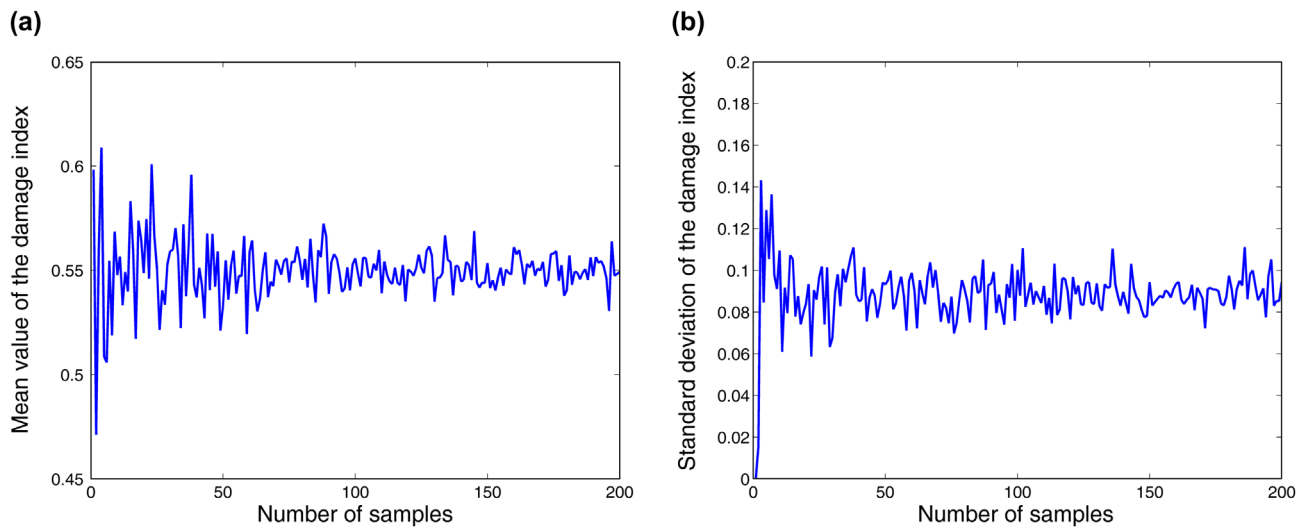 (a)
Mean value of the damage index
0.65
0.6
0.55
0.5
0.45
0 50 100 150 200
Number of samples
(b)
Standard deviation of the damage index
0.2
0.18
0.16
0.14
0.12
0.1
0.08
0.06
0.04
0.02
0
0 50 100 150 200
Number of samples